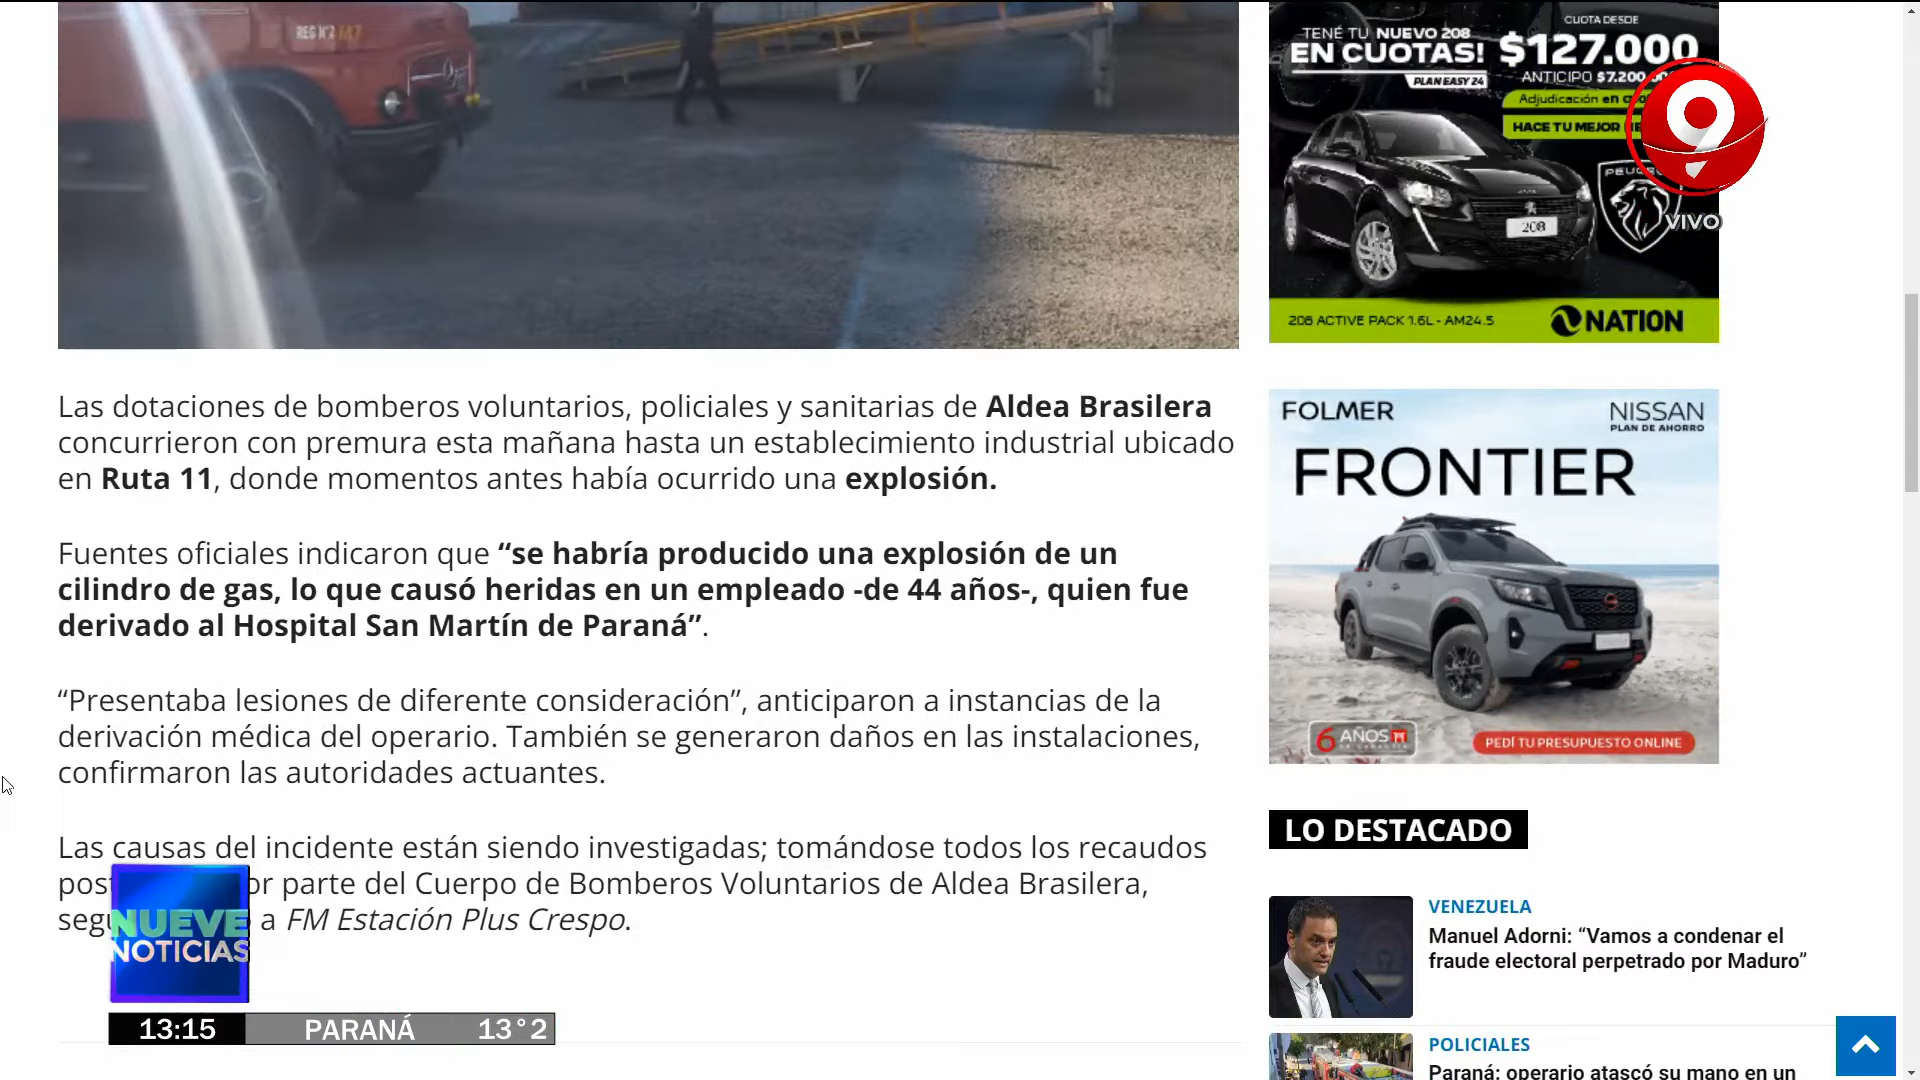 REG Nº2 147
TENÉ TU NUEVO 208
EN CUOTAS!
PLAN EASY 24
CUOTA DESDE
$127.000
ANTICIPO $7.200.
Adjudicación en
HACE TU MEJOR
9
VIVO
208
208 ACTIVE PACK 1.6L - AM24.5
NATION
Las dotaciones de bomberos voluntarios, policiales y sanitarias de Aldea Brasilera
concurrieron con premura esta mañana hasta un establecimiento industrial ubicado
en Ruta 11, donde momentos antes había ocurrido una explosión.
Fuentes oficiales indicaron que “se habría producido una explosión de un
cilindro de gas, lo que causó heridas en un empleado -de 44 años-, quien fue
derivado al Hospital San Martín de Paraná”.
“Presentaba lesiones de diferente consideración”, anticiparon a instancias de la
derivación médica del operario. También se generaron daños en las instalaciones,
confirmaron las autoridades actuantes.
Las causas del incidente están siendo investigadas; tomándose todos los recaudos
or parte del Cuerpo de Bomberos Voluntarios de Aldea Brasilera,
a FM Estación Plus Crespo.
FOLMER
NISSAN
PLAN DE AHORRO
FRONTIER
6 AÑOS
PEDÍ TU PRESUPUESTO ONLINE
LO DESTACADO
VENEZUELA
Manuel Adorni: “Vamos a condenar el
fraude electoral perpetrado por Maduro”
POLICIALES
Paraná: operario atascó su mano en un
NUEVE
NOTICIAS
13:15 PARANÁ 13°2